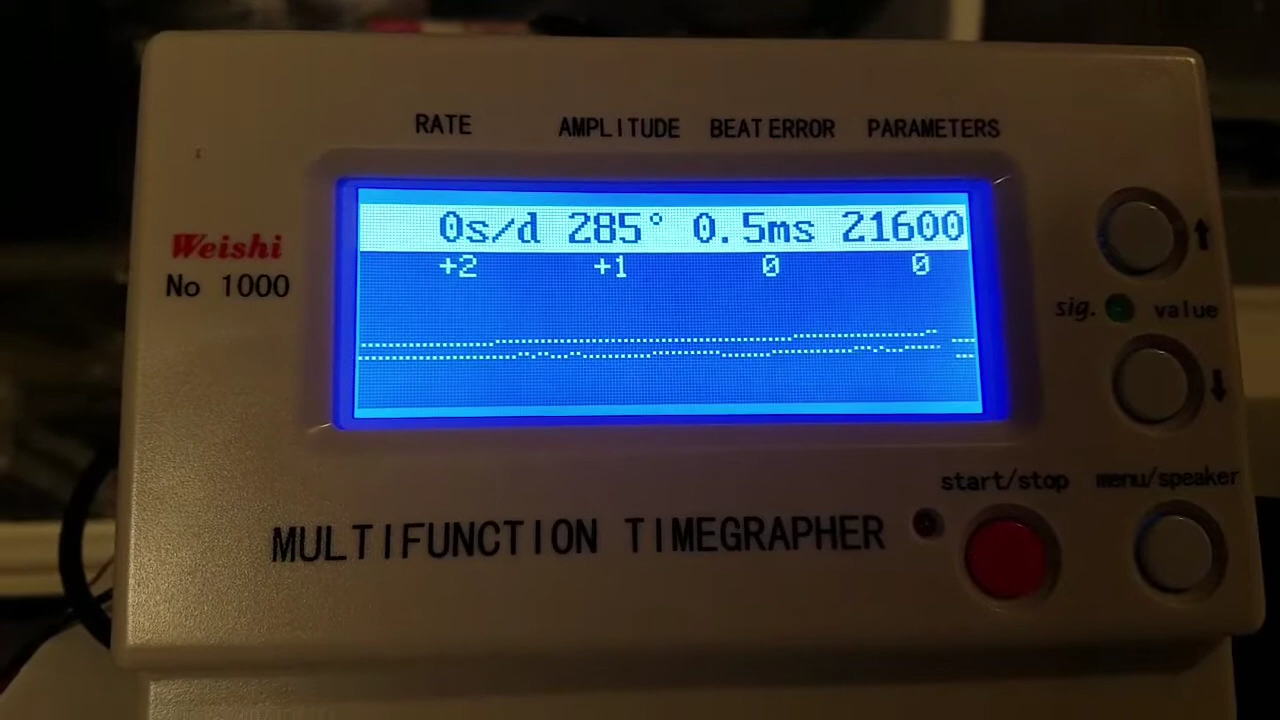 RATE AMPLITUDE BEAT ERROR PARAMETERS
0s/d 285° 0.5ms 21600
+2 +1 0 0
Weishi
No 1000
sig. value
start/stop menu/speaker
MULTIFUNCTION TIMEGRAPHER